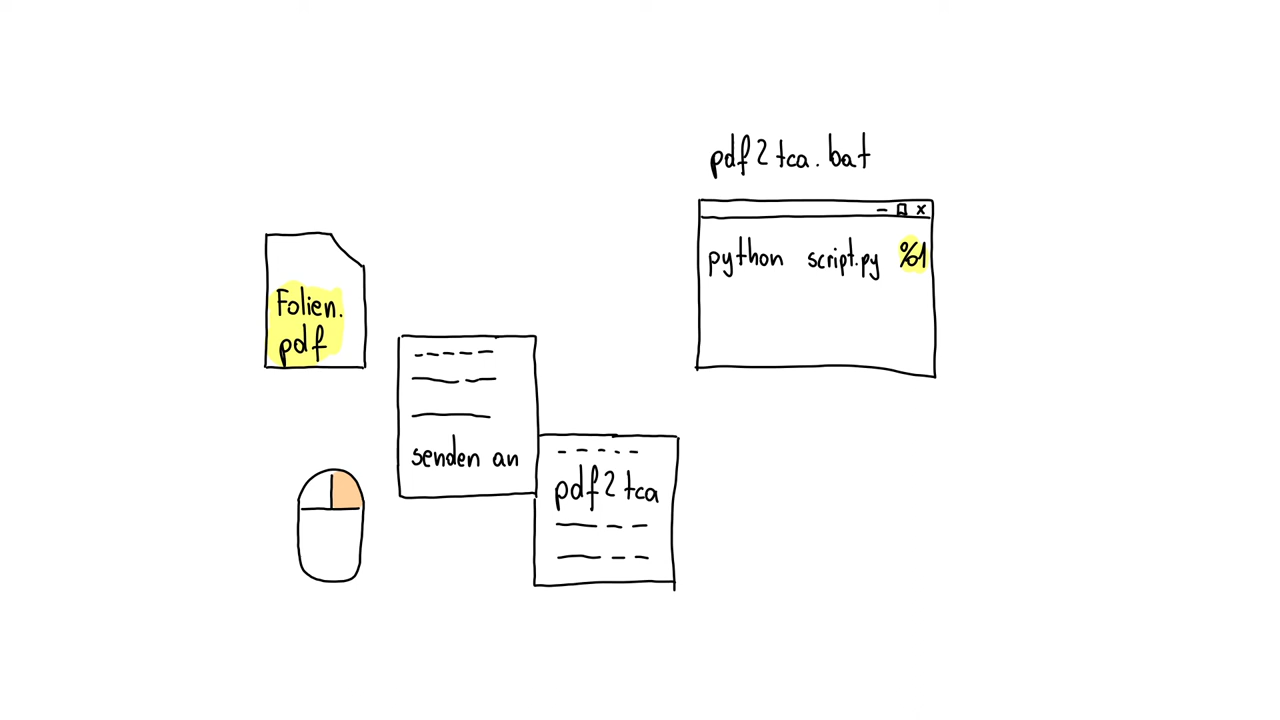 pdf2tca.bat
python script.py %1
Folien.
pdf
senden an
pdf2tca